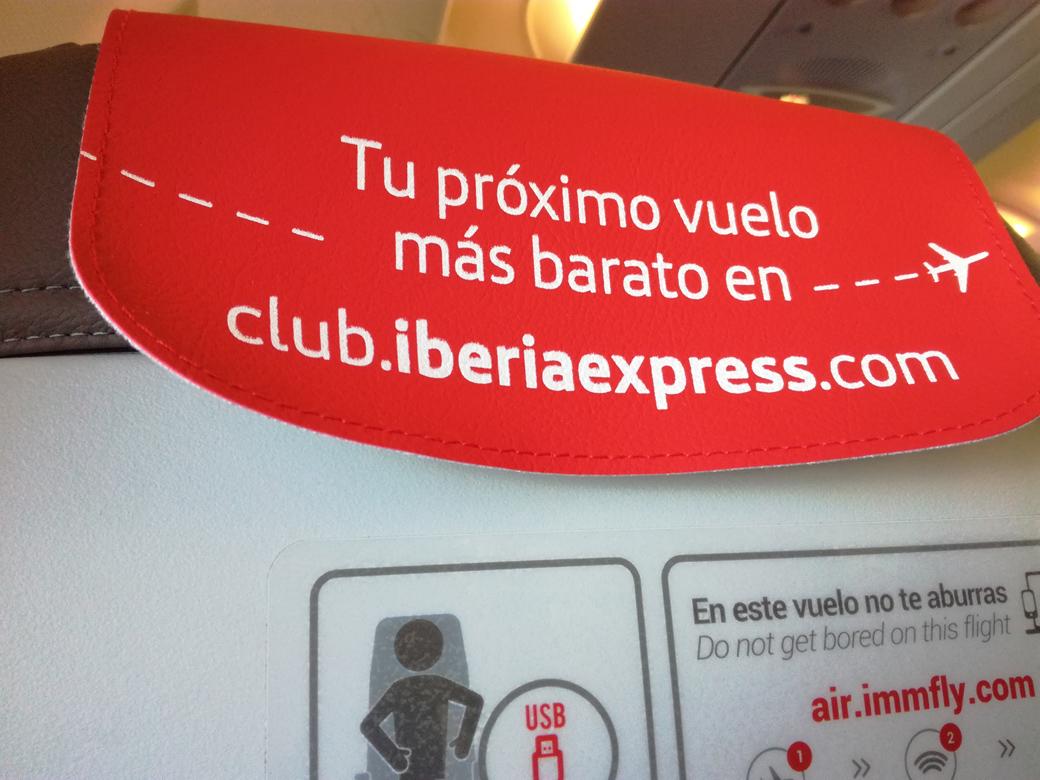 Tu próximo vuelo
más barato en
club.iberiaexpress.com
En este vuelo no te aburras
Do not get bored on this flight
air.immfly.com
USB
1
2